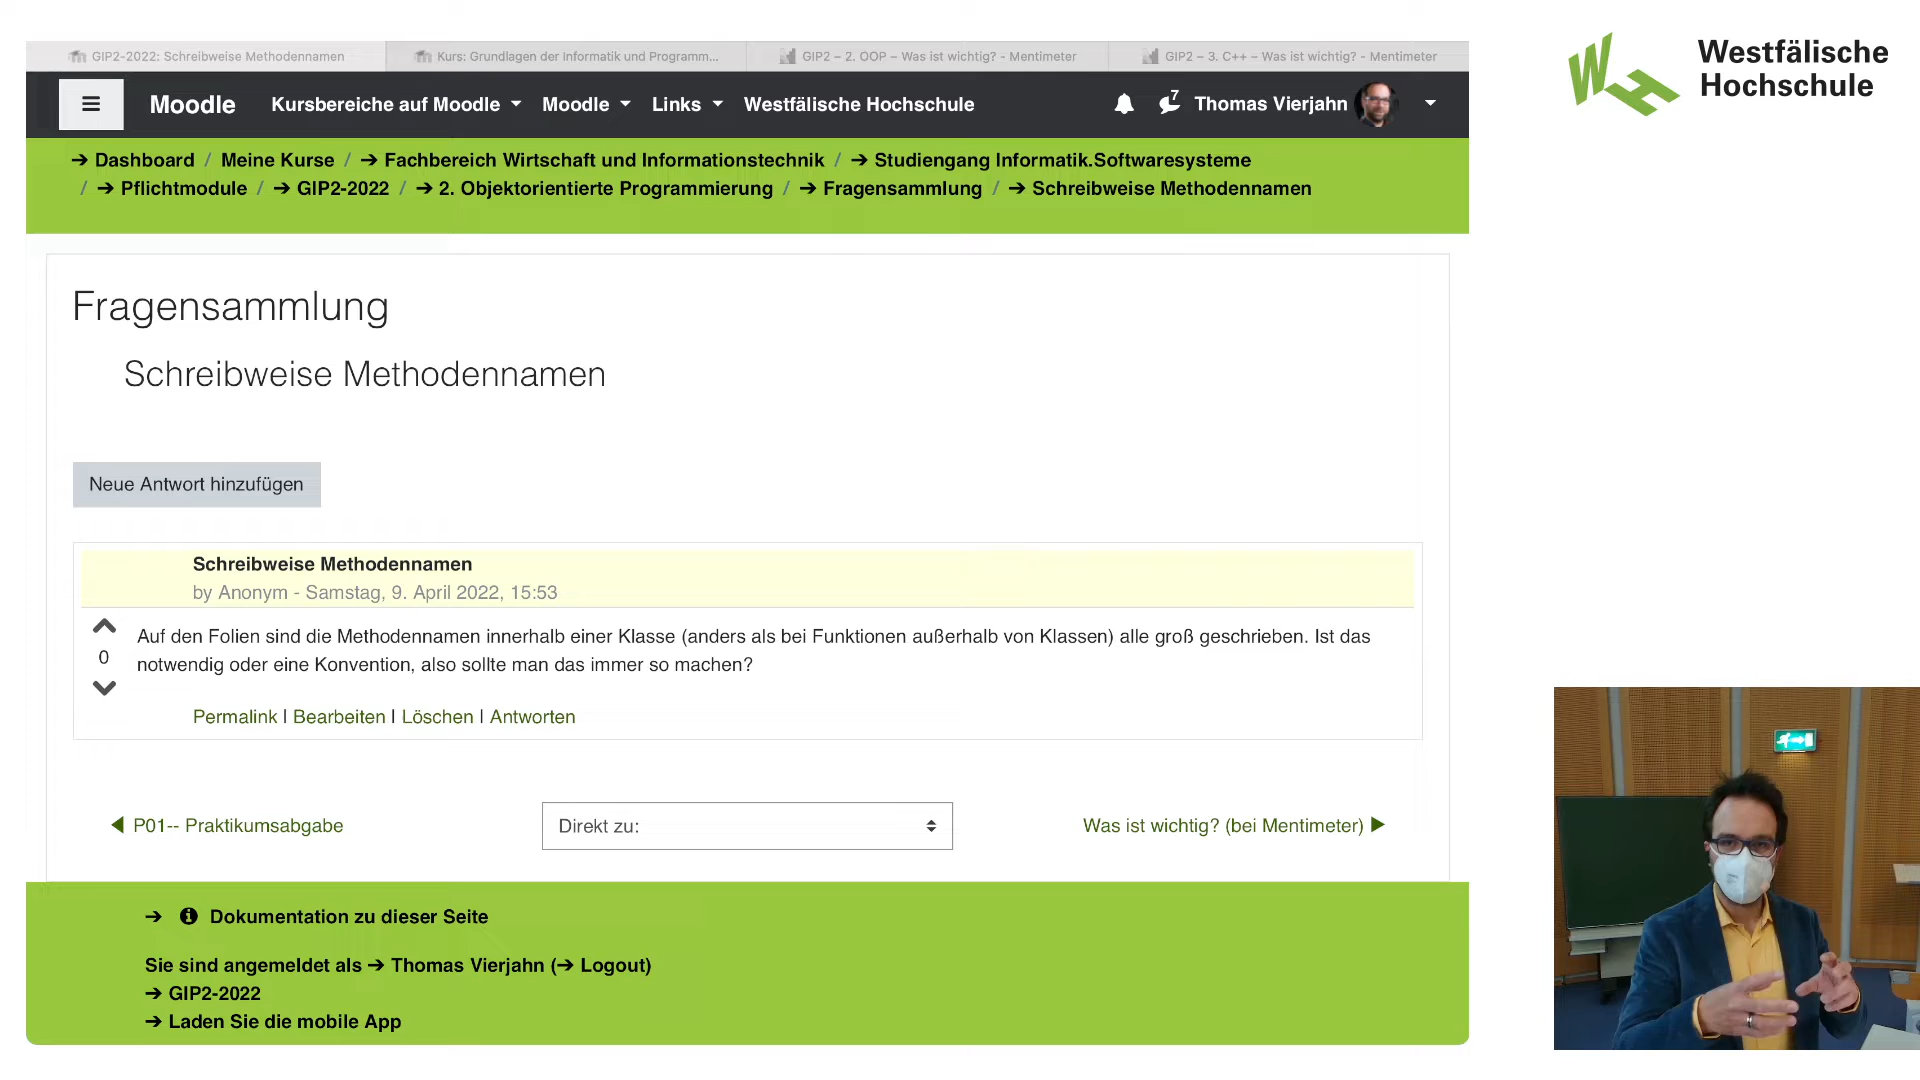 GIP2-2022: Schreibweise Methodennamen
Kurs: Grundlagen der Informatik und Programm...
GIP2 – 2. OOP – Was ist wichtig? - Mentimeter
GIP2 – 3. C++ – Was ist wichtig? - Mentimeter
Westfälische
Hochschule
Moodle Kursbereiche auf Moodle Moodle Links Westfälische Hochschule 7 Thomas Vierjahn
→ Dashboard / Meine Kurse / → Fachbereich Wirtschaft und Informationstechnik / → Studiengang Informatik.Softwaresysteme
/ → Pflichtmodule / → GIP2-2022 / → 2. Objektorientierte Programmierung / → Fragensammlung / → Schreibweise Methodennamen
Fragensammlung
Schreibweise Methodennamen
Neue Antwort hinzufügen
Schreibweise Methodennamen
by Anonym - Samstag, 9. April 2022, 15:53
Auf den Folien sind die Methodennamen innerhalb einer Klasse (anders als bei Funktionen außerhalb von Klassen) alle groß geschrieben. Ist das
0
notwendig oder eine Konvention, also sollte man das immer so machen?
Permalink | Bearbeiten | Löschen | Antworten
◀ P01-- Praktikumsabgabe
Direkt zu:
Was ist wichtig? (bei Mentimeter) ▶
→ Dokumentation zu dieser Seite
Sie sind angemeldet als → Thomas Vierjahn (→ Logout)
→ GIP2-2022
→ Laden Sie die mobile App